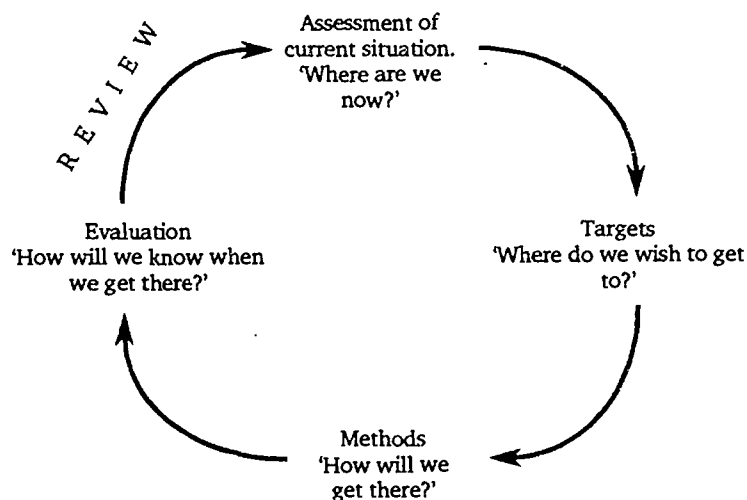 REVIEW
Assessment of
current situation.
‘Where are we
now?’
Targets
‘Where do we wish to get
to?’
Methods
‘How will we
get there?’
Evaluation
‘How will we know when
we get there?’